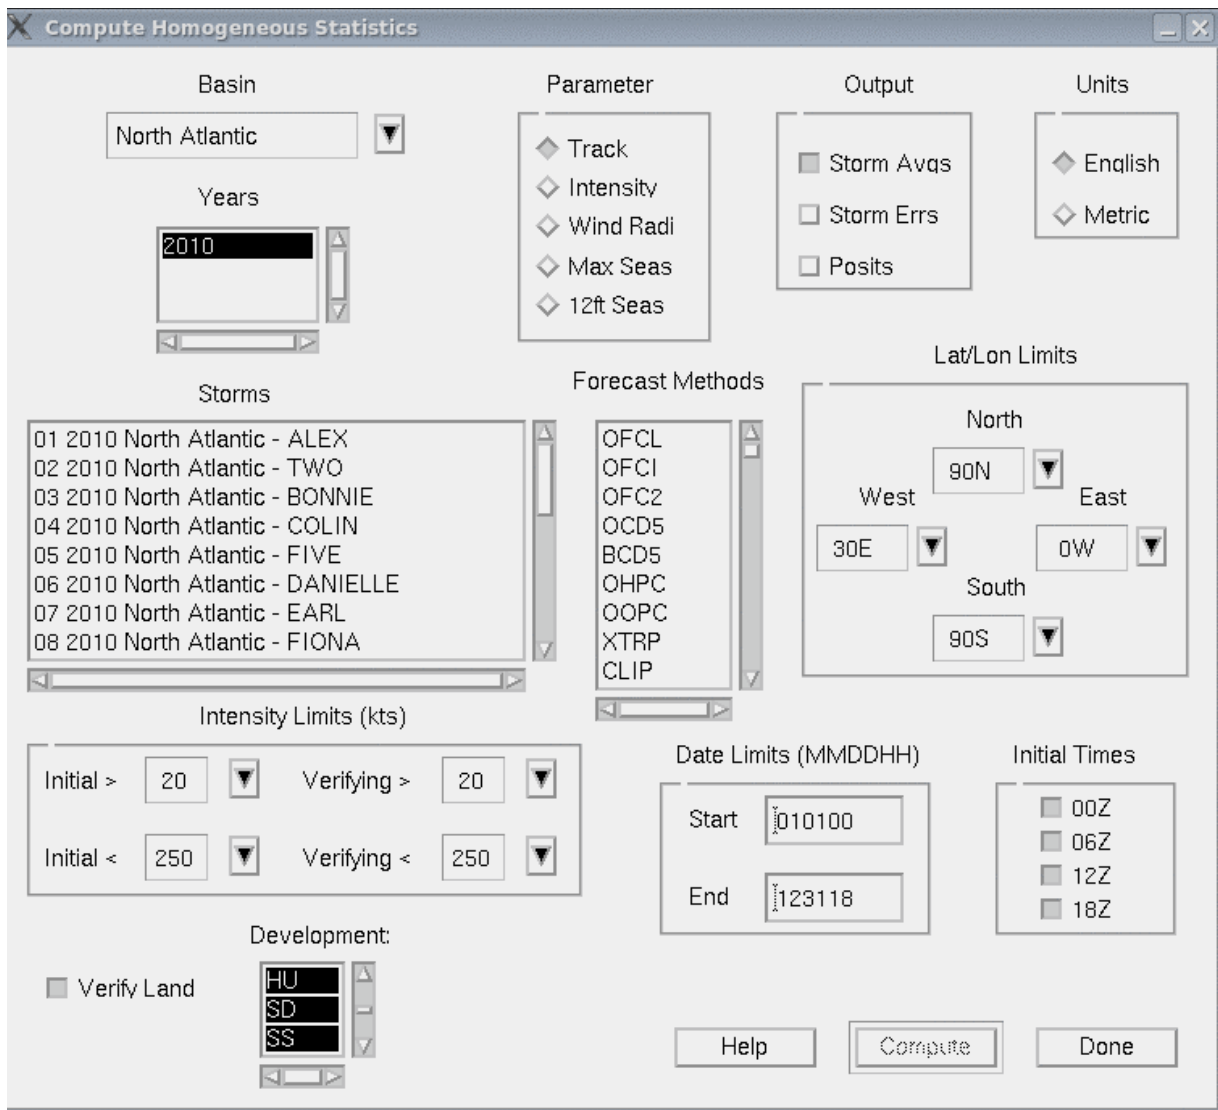 Compute Homogeneous Statistics
Basin
North Atlantic
Years
2010
Parameter
Track
Intensity
Wind Radi
Max Seas
12ft Seas
Output
Storm Avgs
Storm Errs
Posits
Units
English
Metric
Storms
01 2010 North Atlantic - ALEX
02 2010 North Atlantic - TWO
03 2010 North Atlantic - BONNIE
04 2010 North Atlantic - COLIN
05 2010 North Atlantic - FIVE
06 2010 North Atlantic - DANIELLE
07 2010 North Atlantic - EARL
08 2010 North Atlantic - FIONA
Forecast Methods
OFCL
OFCI
OFC2
OCD5
BCD5
OHPC
OOPC
XTRP
CLIP
Lat/Lon Limits
North
90N
West
30E
East
0W
South
90S
Intensity Limits (kts)
Initial > 20 Verifying > 20
Initial < 250 Verifying < 250
Date Limits (MMDDHH)
Start 010100
End 123118
Initial Times
00Z
06Z
12Z
18Z
Verify Land
Development:
HU
SD
SS
Help Compute Done